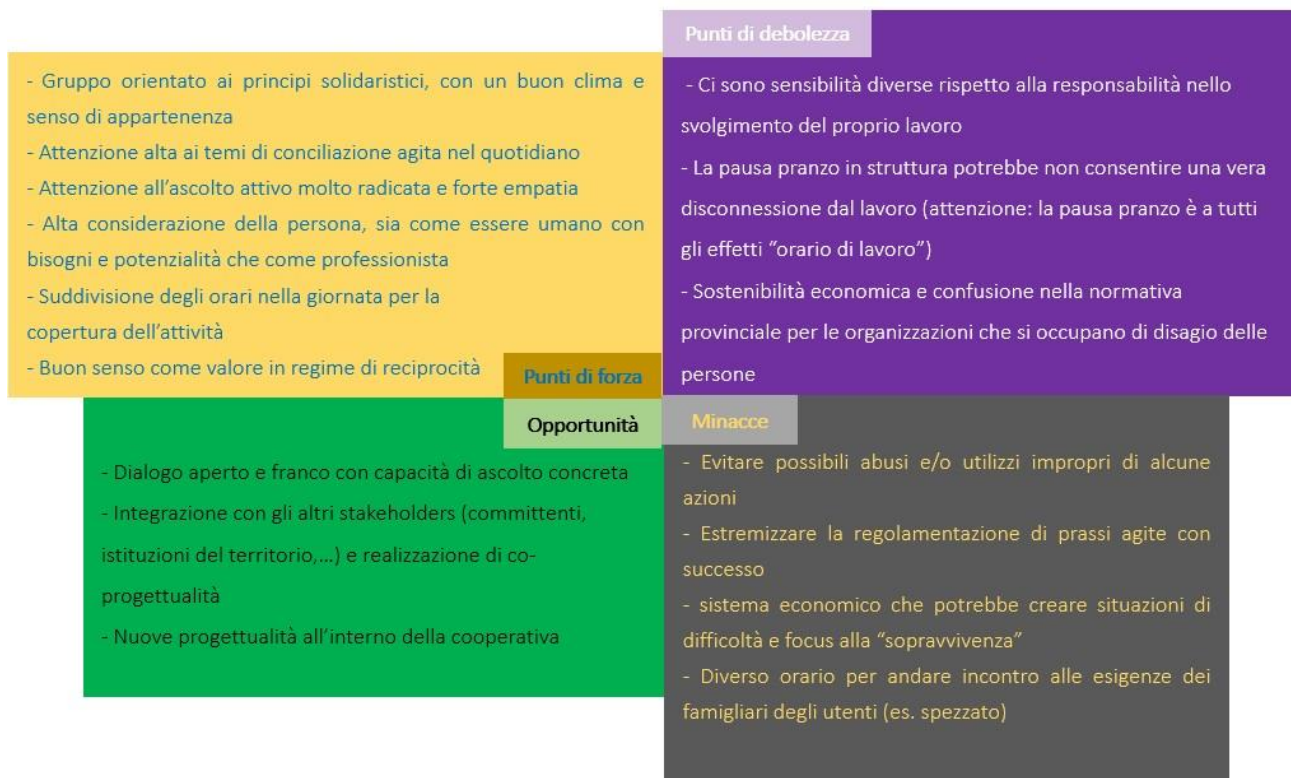 - Gruppo orientato ai principi solidaristici, con un buon clima e
senso di appartenenza
- Attenzione alta ai temi di conciliazione agita nel quotidiano
- Attenzione all’ascolto attivo molto radicata e forte empatia
- Alta considerazione della persona, sia come essere umano con
bisogni e potenzialità che come professionista
- Suddivisione degli orari nella giornata per la
copertura dell’attività
- Buon senso come valore in regime di reciprocità
Punti di forza
Punti di debolezza
- Ci sono sensibilità diverse rispetto alla responsabilità nello
svolgimento del proprio lavoro
- La pausa pranzo in struttura potrebbe non consentire una vera
disconnessione dal lavoro (attenzione: la pausa pranzo è a tutti
gli effetti “orario di lavoro”)
- Sostenibilità economica e confusione nella normativa
provinciale per le organizzazioni che si occupano di disagio delle
persone
Opportunità
- Dialogo aperto e franco con capacità di ascolto concreta
- Integrazione con gli altri stakeholders (committenti,
istituzioni del territorio,…) e realizzazione di co-
progettualità
- Nuove progettualità all’interno della cooperativa
Minacce
- Evitare possibili abusi e/o utilizzi impropri di alcune
azioni
- Estremizzare la regolamentazione di prassi agite con
successo
- sistema economico che potrebbe creare situazioni di
difficoltà e focus alla “sopravvivenza”
- Diverso orario per andare incontro alle esigenze dei
famigliari degli utenti (es. spezzato)